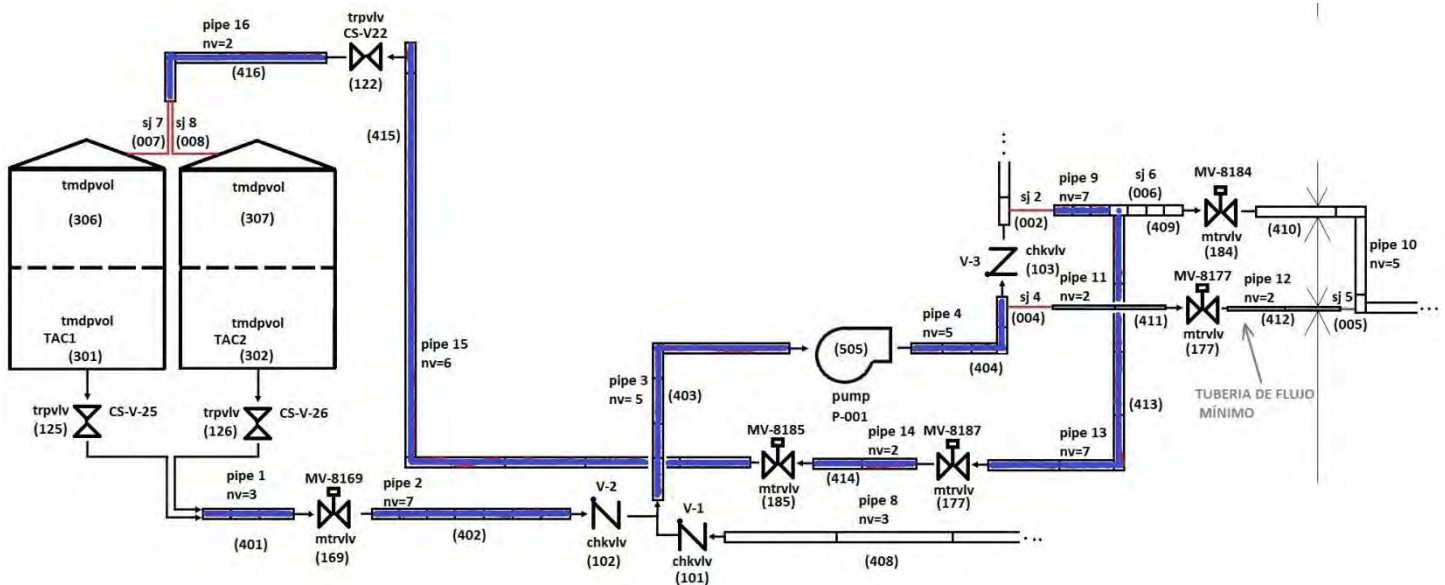 pipe 16
nv=2
(416)
trpvlv
CS-V22
(122)
(415)
sj 7
(007)
sj 8
(008)
tmdpvol
(306)
tmdpvol
TAC1
(301)
tmdpvol
(307)
tmdpvol
TAC2
(302)
trpvlv
(125)
CS-V-25
trpvlv
(126)
CS-V-26
pipe 1
nv=3
(401)
MV-8169
mtrvlv
(169)
pipe 2
nv=7
(402)
V-2
chkvlv
(102)
V-1
chkvlv
(101)
pipe 8
nv=3
(408)
...
pipe 15
nv=6
pipe 3
nv= 5
(403)
(505)
pump
P-001
pipe 4
nv=5
(404)
MV-8185
mtrvlv
(185)
pipe 14
nv=2
(414)
MV-8187
mtrvlv
(177)
pipe 13
nv=7
(413)
V-3
chkvlv
(103)
sj 2
(002)
pipe 9
nv=7
sj 6
(006)
(409)
MV-8184
mtrvlv
(184)
(410)
pipe 10
nv=5
sj 4
(004)
pipe 11
nv=2
(411)
MV-8177
mtrvlv
(177)
pipe 12
nv=2
(412)
sj 5
(005)
...
TUBERIA DE FLUJO
MÍNIMO